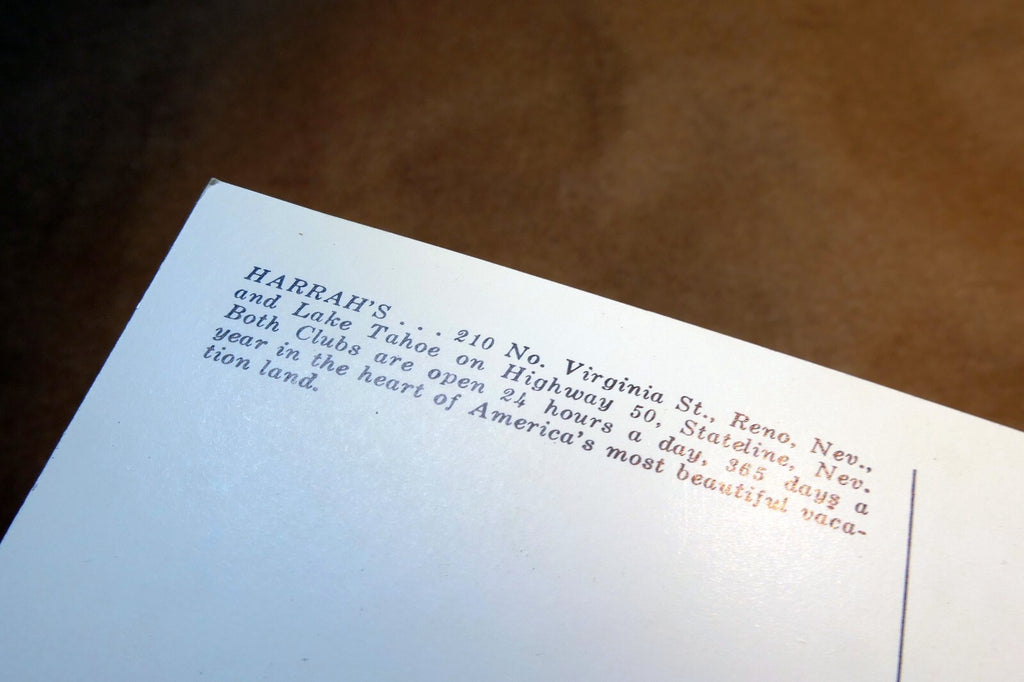 HARRAH'S . . . 210 No. Virginia St., Reno, Nev.,
and Lake Tahoe on Highway 50, Stateline, Nev.
Both Clubs are open 24 hours a day, 365 days a
year in the heart of America's most beautiful vaca-
tion land.